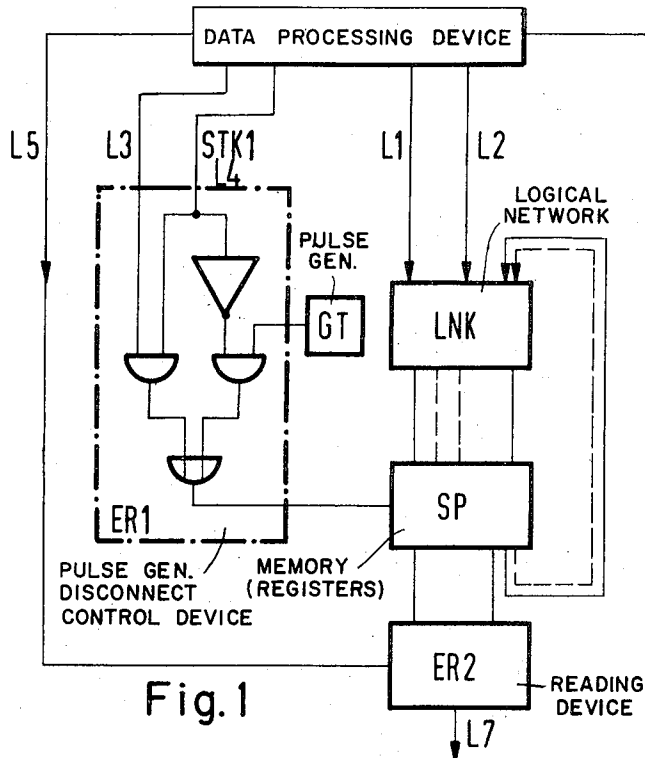 DATA PROCESSING DEVICE
L5
L3
STK1
L4
L1
L2
LOGICAL
NETWORK
PULSE
GEN.
GT
LNK
SP
ER1
MEMORY
(REGISTERS)
PULSE GEN.
DISCONNECT
CONTROL DEVICE
ER2
READING
DEVICE
Fig.1
L7